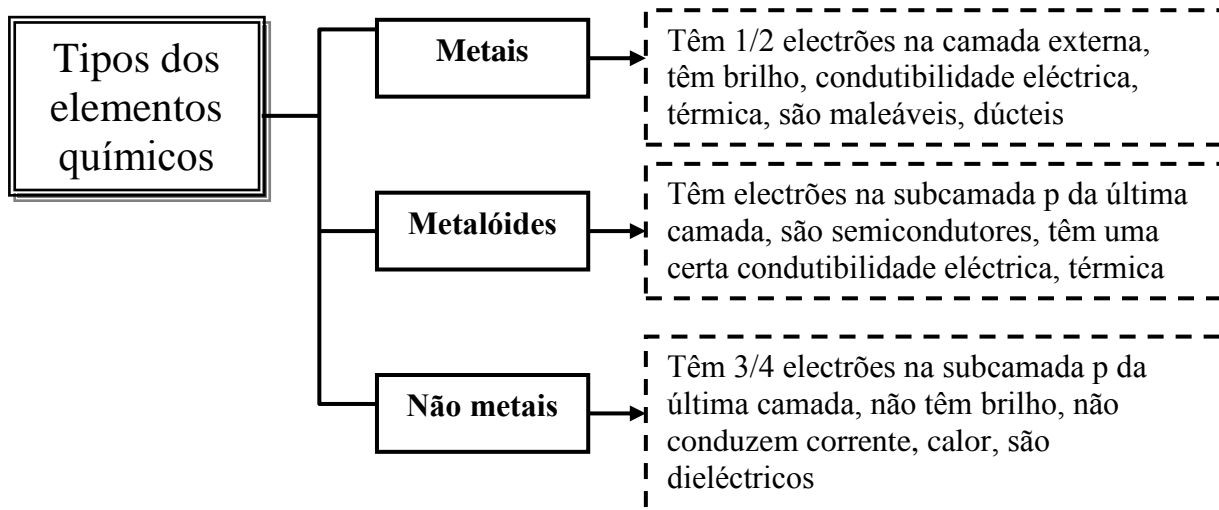 Tipos dos
elementos
químicos
Metais
Têm 1/2 electrões na camada externa,
têm brilho, condutibilidade eléctrica,
térmica, são maleáveis, dúcteis
Metalóides
Têm electrões na subcamada p da última
camada, são semicondutores, têm uma
certa condutibilidade eléctrica, térmica
Não metais
Têm 3/4 electrões na subcamada p da
última camada, não têm brilho, não
conduzem corrente, calor, são
dieléctricos